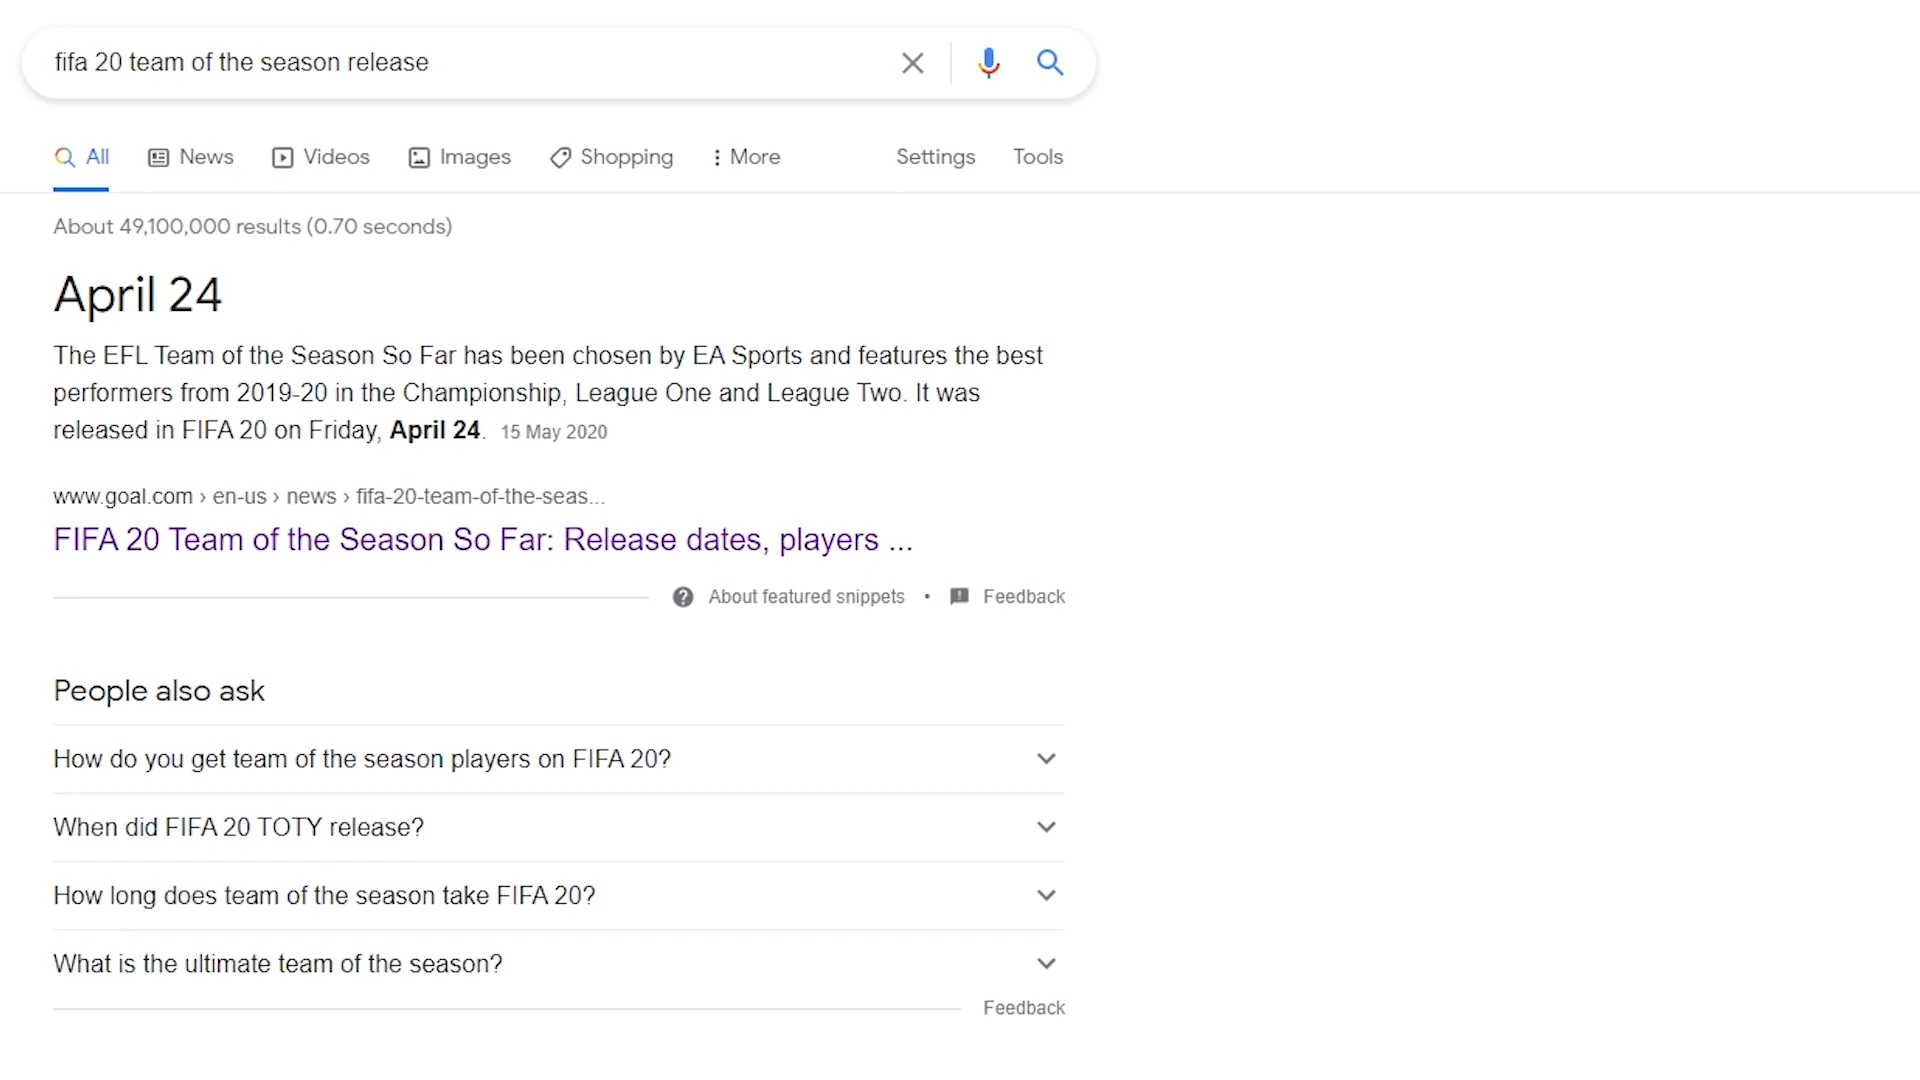 fifa 20 team of the season release
All News Videos Images Shopping More Settings Tools
About 49,100,000 results (0.70 seconds)
April 24
The EFL Team of the Season So Far has been chosen by EA Sports and features the best
performers from 2019-20 in the Championship, League One and League Two. It was
released in FIFA 20 on Friday, April 24. 15 May 2020
www.goal.com › en-us › news › fifa-20-team-of-the-seas...
FIFA 20 Team of the Season So Far: Release dates, players ...
About featured snippets • Feedback
People also ask
How do you get team of the season players on FIFA 20?
When did FIFA 20 TOTY release?
How long does team of the season take FIFA 20?
What is the ultimate team of the season?
Feedback